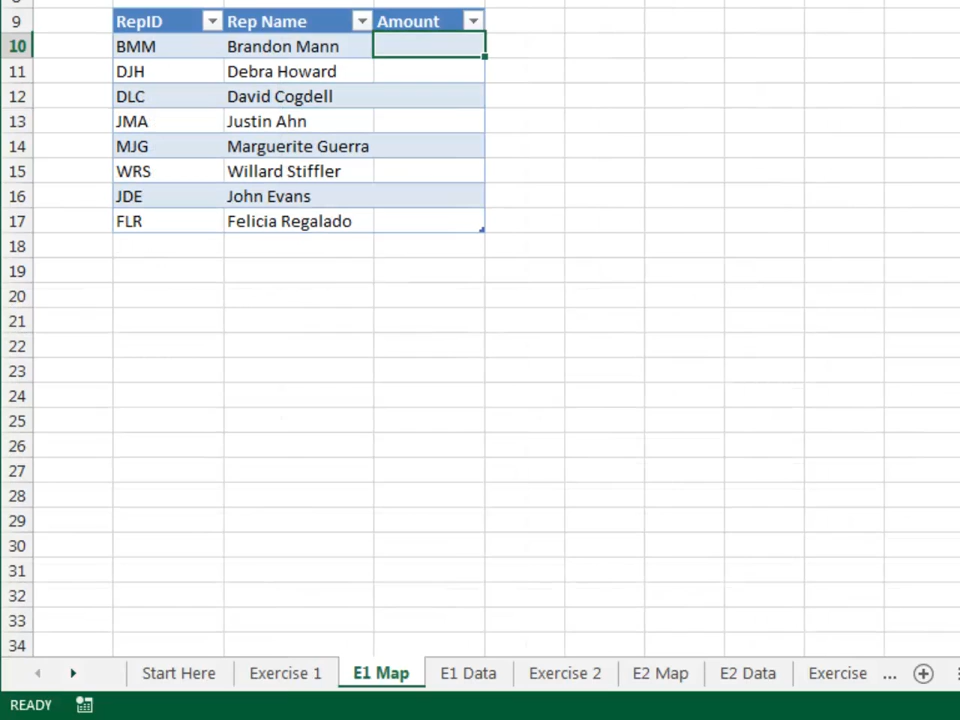 9 RepID Rep Name Amount
10 BMM Brandon Mann
11 DJH Debra Howard
12 DLC David Cogdell
13 JMA Justin Ahn
14 MJG Marguerite Guerra
15 WRS Willard Stiffler
16 JDE John Evans
17 FLR Felicia Regalado
18
19
20
21
22
23
24
25
26
27
28
29
30
31
32
33
34
Start Here Exercise 1 E1 Map E1 Data Exercise 2 E2 Map E2 Data Exercise ...
READY